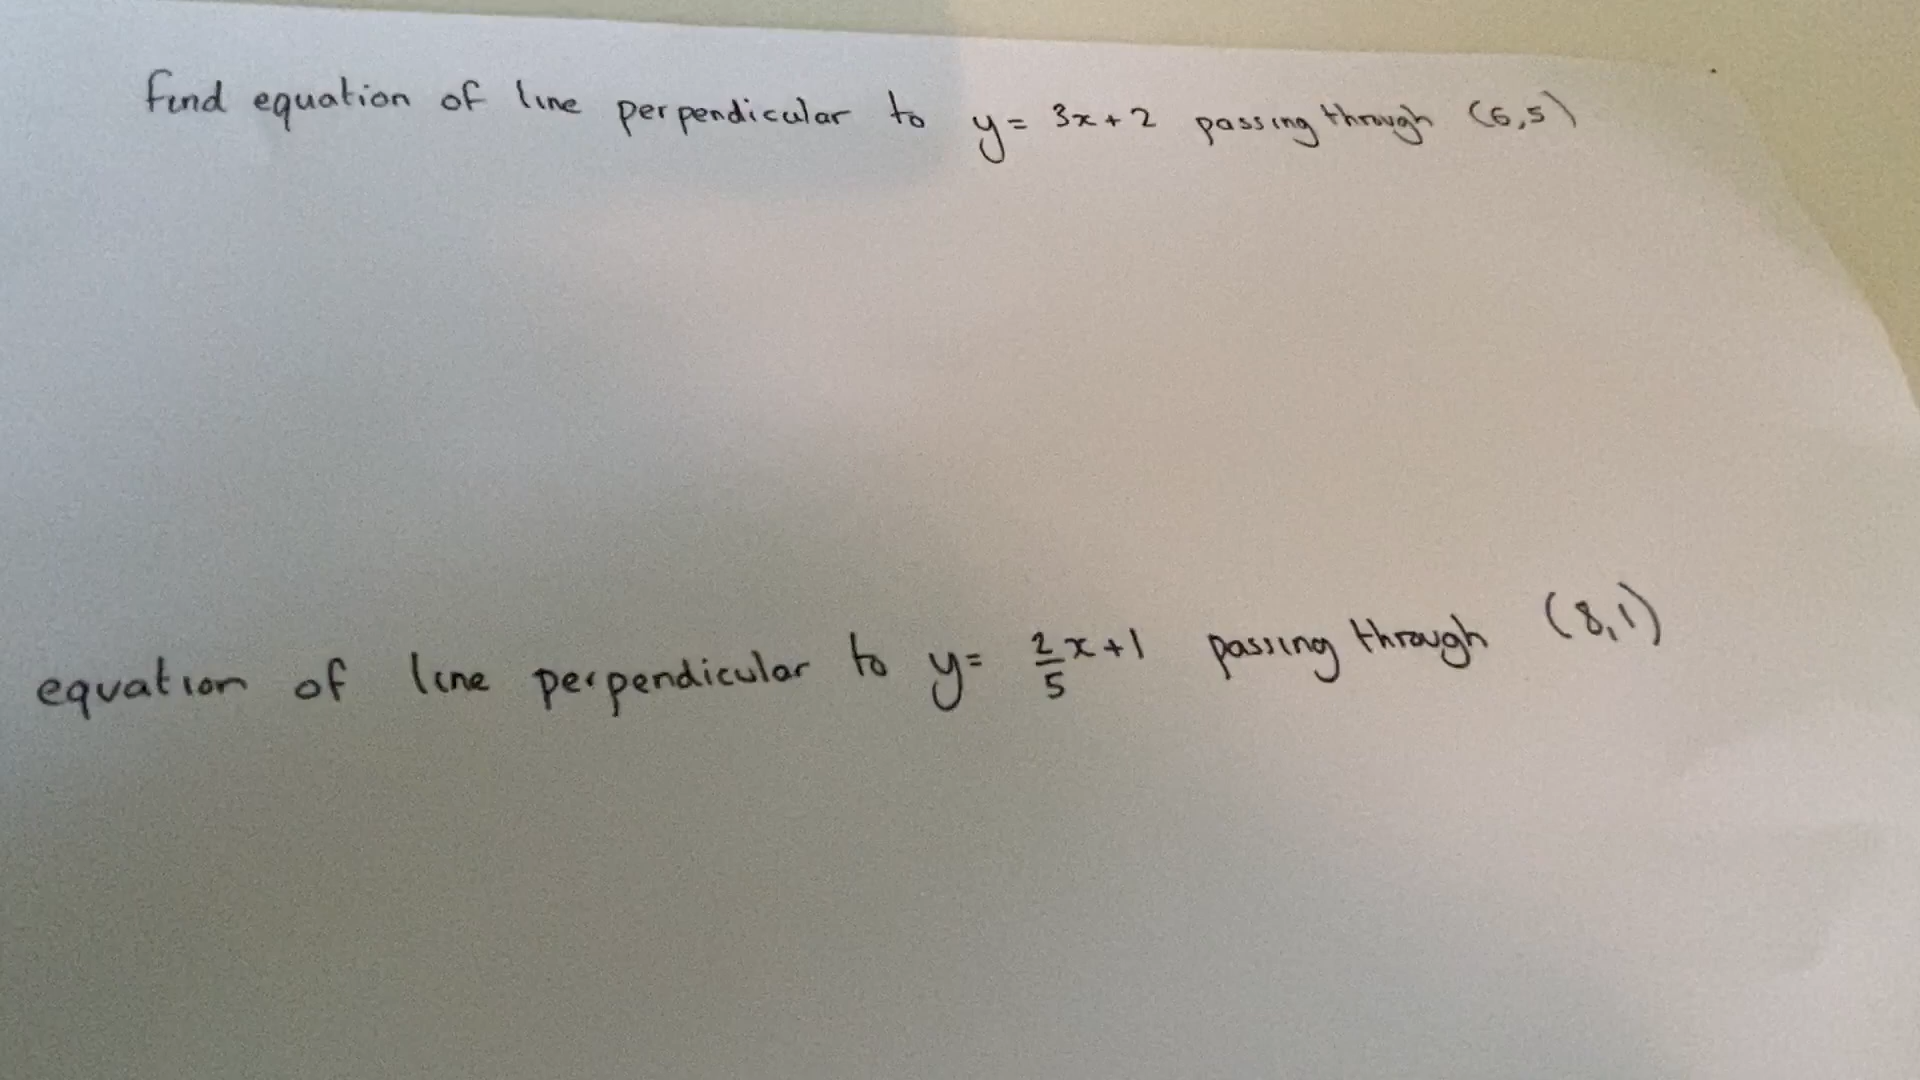 find equation of line perpendicular to y = 3x + 2 passing through (6,5)
equation of line perpendicular to y = 2/5 x + 1 passing through (8,1)